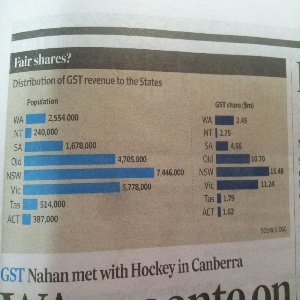 Fair shares?
Distribution of GST revenue to the States
Population
WA 2,554,000
NT 240,000
SA 1,678,000
Qld 4,705,000
NSW 7,446,000
Vic 5,778,000
Tas 514,000
ACT 387,000
GST share ($m)
WA 2.45
NT 2.75
SA 4.56
Qld 10.70
NSW 15.48
Vic 11.24
Tas 1.79
ACT 1.02
GST Nahan met with Hockey in Canberra